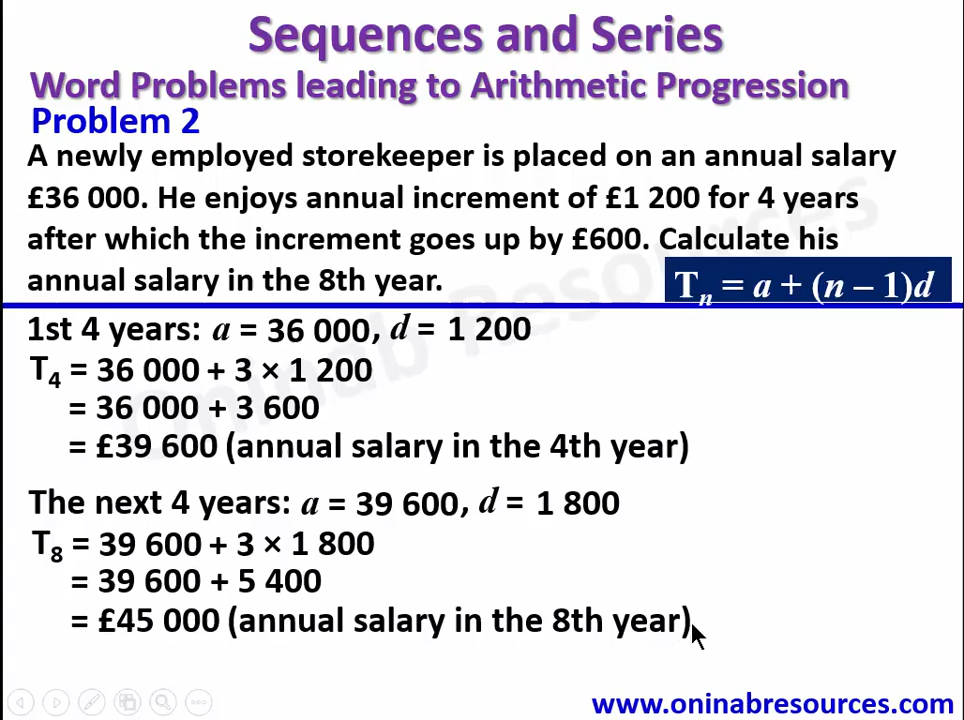 Sequences and Series
Word Problems leading to Arithmetic Progression
Problem 2
A newly employed storekeeper is placed on an annual salary
£36 000. He enjoys annual increment of £1 200 for 4 years
after which the increment goes up by £600. Calculate his
annual salary in the 8th year.
Tₙ = a + (n – 1)d
1st 4 years: a = 36 000, d = 1 200
T₄ = 36 000 + 3 × 1 200
= 36 000 + 3 600
= £39 600 (annual salary in the 4th year)
The next 4 years: a = 39 600, d = 1 800
T₈ = 39 600 + 3 × 1 800
= 39 600 + 5 400
= £45 000 (annual salary in the 8th year)
www.oninabresources.com
Oninab Resources